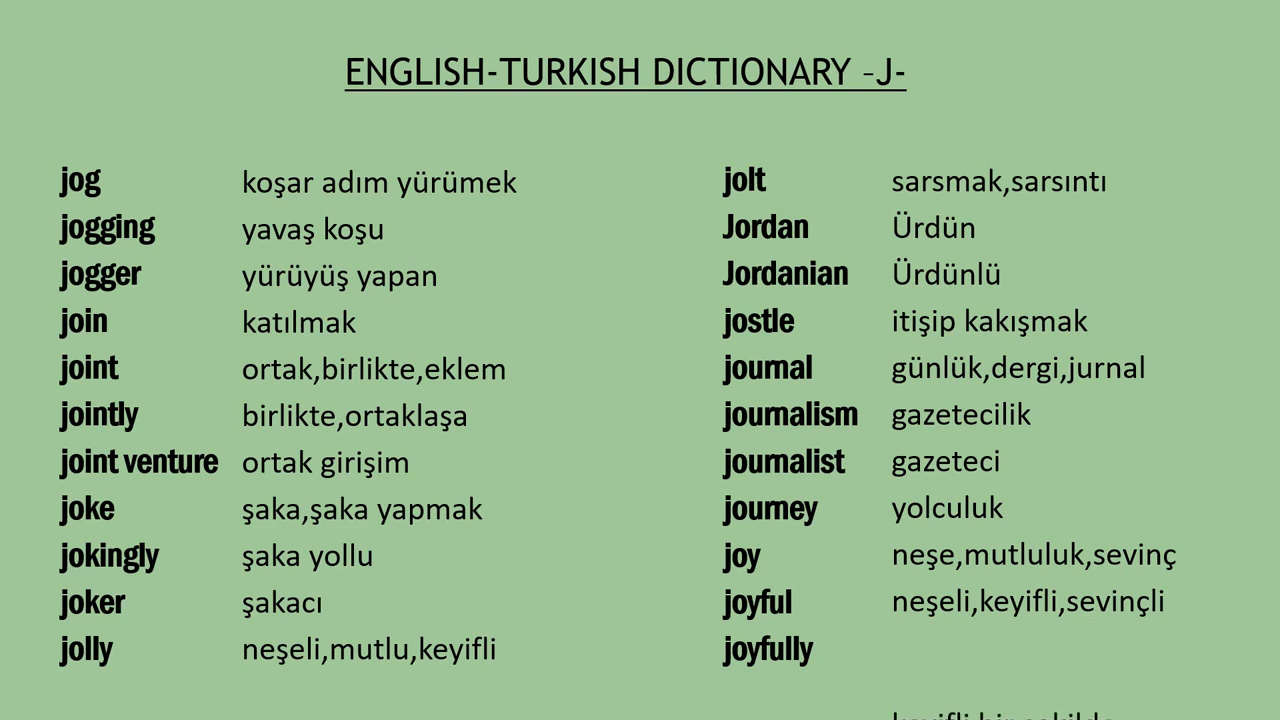 ENGLISH-TURKISH DICTIONARY –J-
jog koşar adım yürümek
jogging yavaş koşu
jogger yürüyüş yapan
join katılmak
joint ortak,birlikte,eklem
jointly birlikte,ortaklaşa
joint venture ortak girişim
joke şaka,şaka yapmak
jokingly şaka yollu
joker şakacı
jolly neşeli,mutlu,keyifli
jolt sarsmak,sarsıntı
Jordan Ürdün
Jordanian Ürdünlü
jostle itişip kakışmak
journal günlük,dergi,jurnal
journalism gazetecilik
journalist gazeteci
journey yolculuk
joy neşe,mutluluk,sevinç
joyful neşeli,keyifli,sevinçli
joyfully